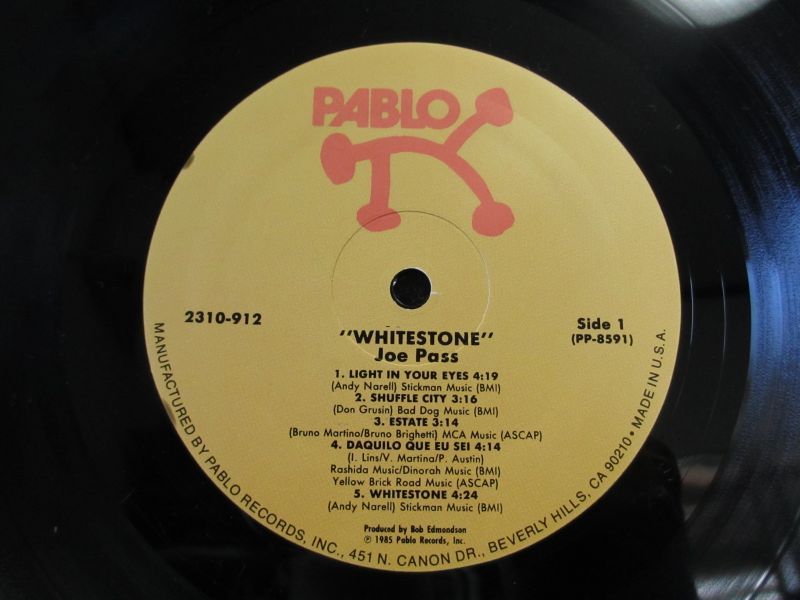 PABLO
2310-912
Side 1
(PP-8591)
"WHITESTONE"
Joe Pass
1. LIGHT IN YOUR EYES 4:19
(Andy Narell) Stickman Music (BMI)
2. SHUFFLE CITY 3:16
(Don Grusin) Bad Dog Music (BMI)
3. ESTATE 3:14
(Bruno Martino/Bruno Brighetti) MCA Music (ASCAP)
4. DAQUILO QUE EU SEI 4:14
(I. Lins/V. Martina/P. Austin)
Rashida Music/Dinorah Music (BMI)
Yellow Brick Road Music (ASCAP)
5. WHITESTONE 4:24
(Andy Narell) Stickman Music (BMI)
Produced by Bob Edmondson
℗ 1985 Pablo Records, Inc.
MANUFACTURED BY PABLO RECORDS, INC., 451 N. CANON DR., BEVERLY HILLS, CA 90210 • MADE IN U.S.A.